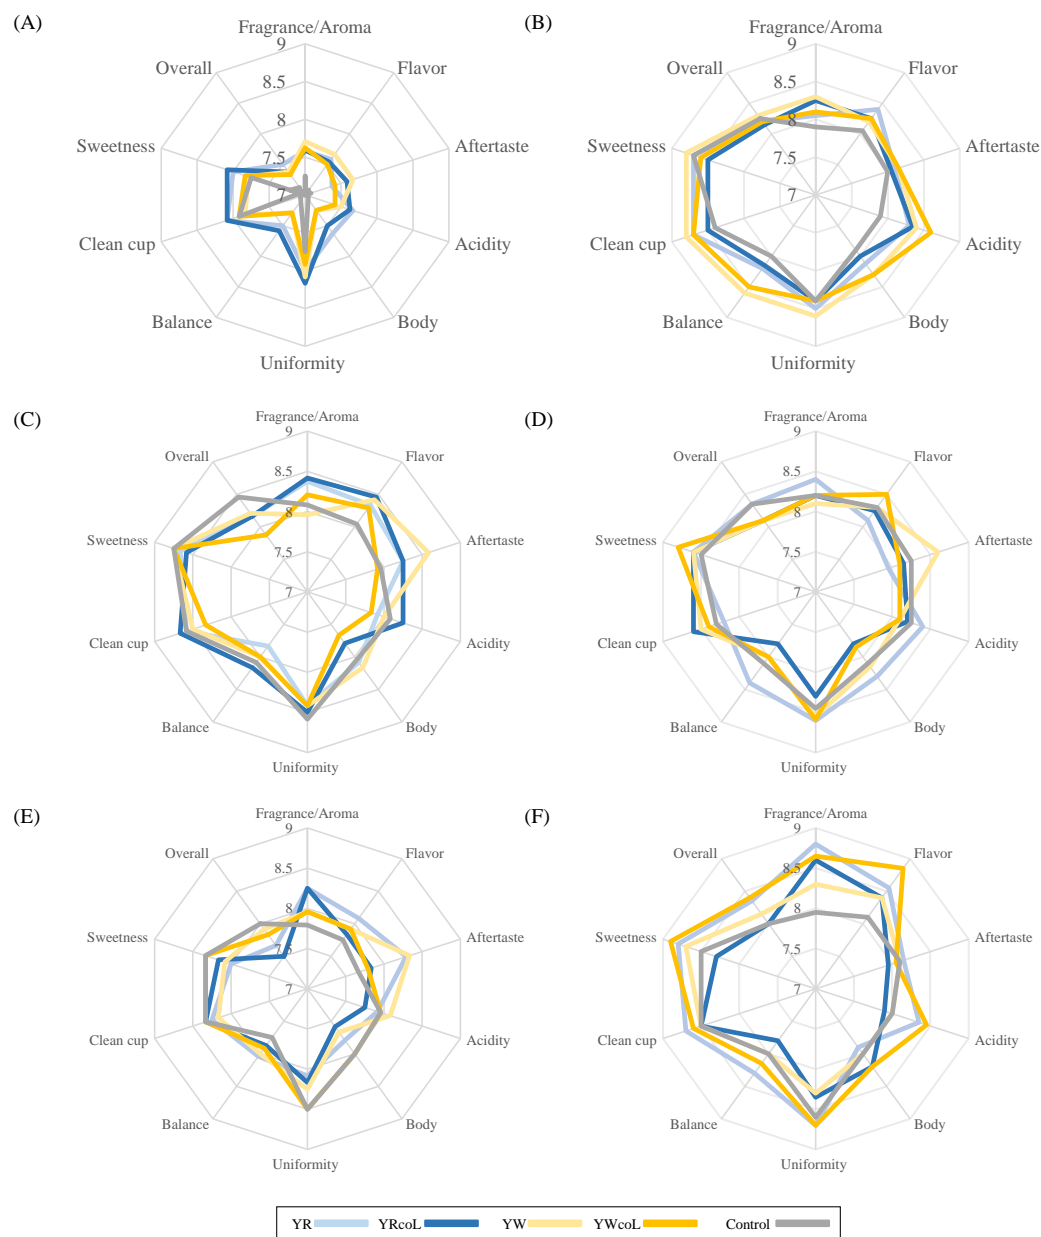 (A)
Fragrance/Aroma
9
Overall
Flavor
8.5
8
Sweetness
Aftertaste
7.5
7
Clean cup
Acidity
Balance
Body
Uniformity
(B)
Fragrance/Aroma
9
Overall
Flavor
8.5
8
Sweetness
Aftertaste
7.5
7
Clean cup
Acidity
Balance
Body
Uniformity
(C)
Fragrance/Aroma
9
Overall
Flavor
8.5
8
Sweetness
Aftertaste
7.5
7
Clean cup
Acidity
Balance
Body
Uniformity
(D)
Fragrance/Aroma
9
Overall
Flavor
8.5
8
Sweetness
Aftertaste
7.5
7
Clean cup
Acidity
Balance
Body
Uniformity
(E)
Fragrance/Aroma
9
Overall
Flavor
8.5
8
Sweetness
Aftertaste
7.5
7
Clean cup
Acidity
Balance
Body
Uniformity
(F)
Fragrance/Aroma
9
Overall
Flavor
8.5
8
Sweetness
Aftertaste
7.5
7
Clean cup
Acidity
Balance
Body
Uniformity
YR YRcoL YW YWcoL Control